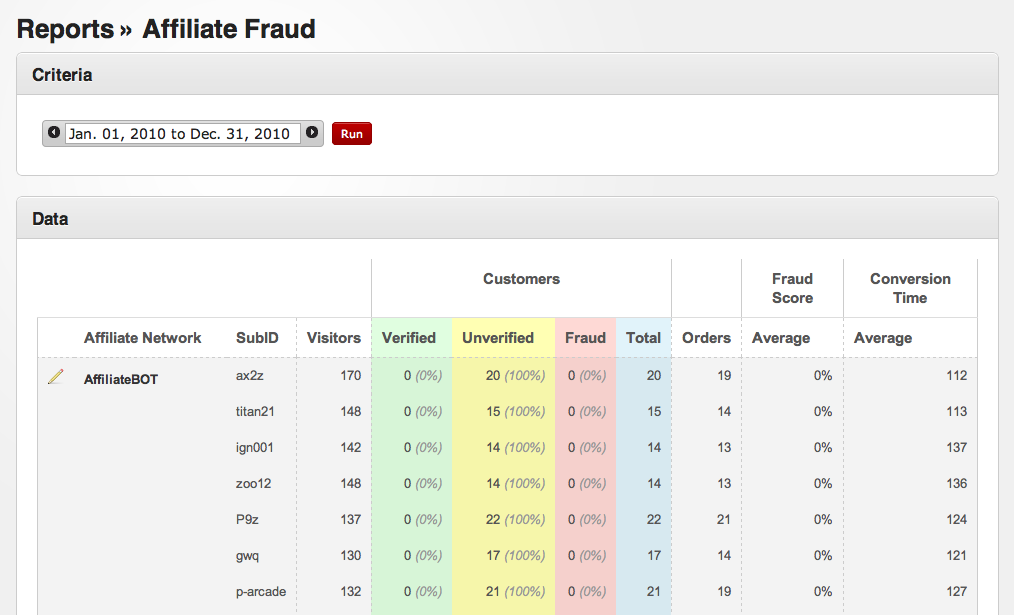 Reports » Affiliate Fraud
Criteria
Jan. 01, 2010 to Dec. 31, 2010 Run
Data
Customers Fraud Score Conversion Time
Affiliate Network SubID Visitors Verified Unverified Fraud Total Orders Average Average
AffiliateBOT ax2z 170 0 (0%) 20 (100%) 0 (0%) 20 19 0% 112
titan21 148 0 (0%) 15 (100%) 0 (0%) 15 14 0% 113
ign001 142 0 (0%) 14 (100%) 0 (0%) 14 13 0% 137
zoo12 148 0 (0%) 14 (100%) 0 (0%) 14 13 0% 136
P9z 137 0 (0%) 22 (100%) 0 (0%) 22 21 0% 124
gwq 130 0 (0%) 17 (100%) 0 (0%) 17 14 0% 121
p-arcade 132 0 (0%) 21 (100%) 0 (0%) 21 19 0% 127